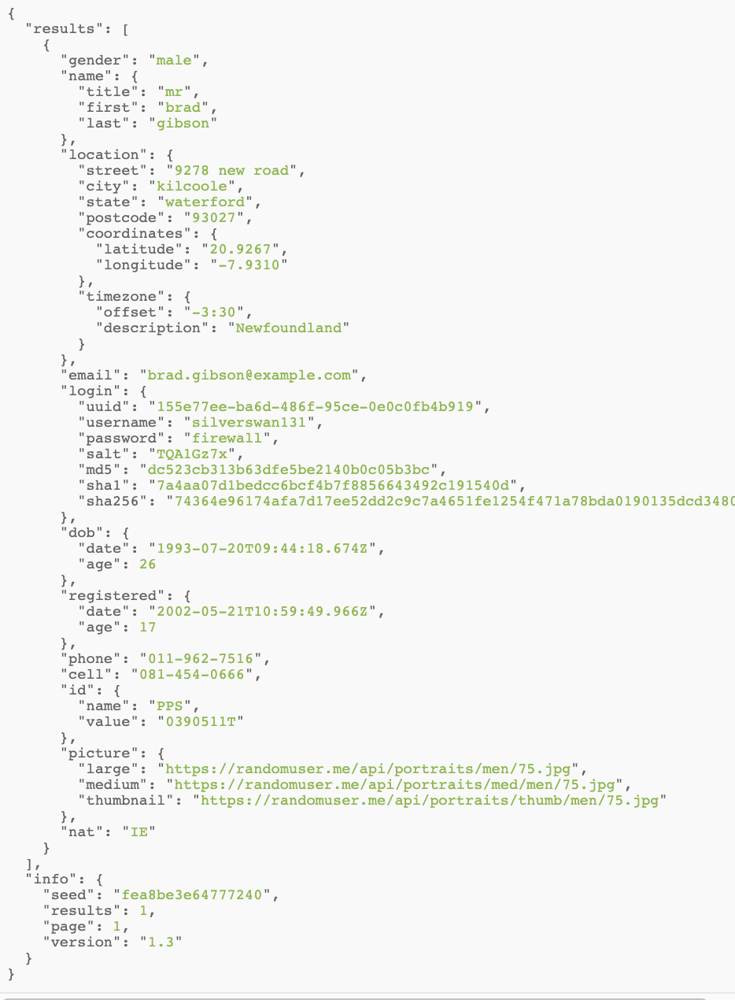 {
  "results": [
    {
      "gender": "male",
      "name": {
        "title": "mr",
        "first": "brad",
        "last": "gibson"
      },
      "location": {
        "street": "9278 new road",
        "city": "kilcoole",
        "state": "waterford",
        "postcode": "93027",
        "coordinates": {
          "latitude": "20.9267",
          "longitude": "-7.9310"
        },
        "timezone": {
          "offset": "-3:30",
          "description": "Newfoundland"
        }
      },
      "email": "brad.gibson@example.com",
      "login": {
        "uuid": "155e77ee-ba6d-486f-95ce-0e0c0fb4b919",
        "username": "silverswan131",
        "password": "firewall",
        "salt": "TQA1Gz7x",
        "md5": "dc523cb313b63dfe5be2140b0c05b3bc",
        "sha1": "7a4aa07d1bedcc6bcf4b7f8856643492c191540d",
        "sha256": "74364e96174afa7d17ee52dd2c9c7a4651fe1254f471a78bda0190135dcd3480
      },
      "dob": {
        "date": "1993-07-20T09:44:18.674Z",
        "age": 26
      },
      "registered": {
        "date": "2002-05-21T10:59:49.966Z",
        "age": 17
      },
      "phone": "011-962-7516",
      "cell": "081-454-0666",
      "id": {
        "name": "PPS",
        "value": "0390511T"
      },
      "picture": {
        "large": "https://randomuser.me/api/portraits/men/75.jpg",
        "medium": "https://randomuser.me/api/portraits/med/men/75.jpg",
        "thumbnail": "https://randomuser.me/api/portraits/thumb/men/75.jpg"
      },
      "nat": "IE"
    }
  ],
  "info": {
    "seed": "fea8be3e64777240",
    "results": 1,
    "page": 1,
    "version": "1.3"
  }
}